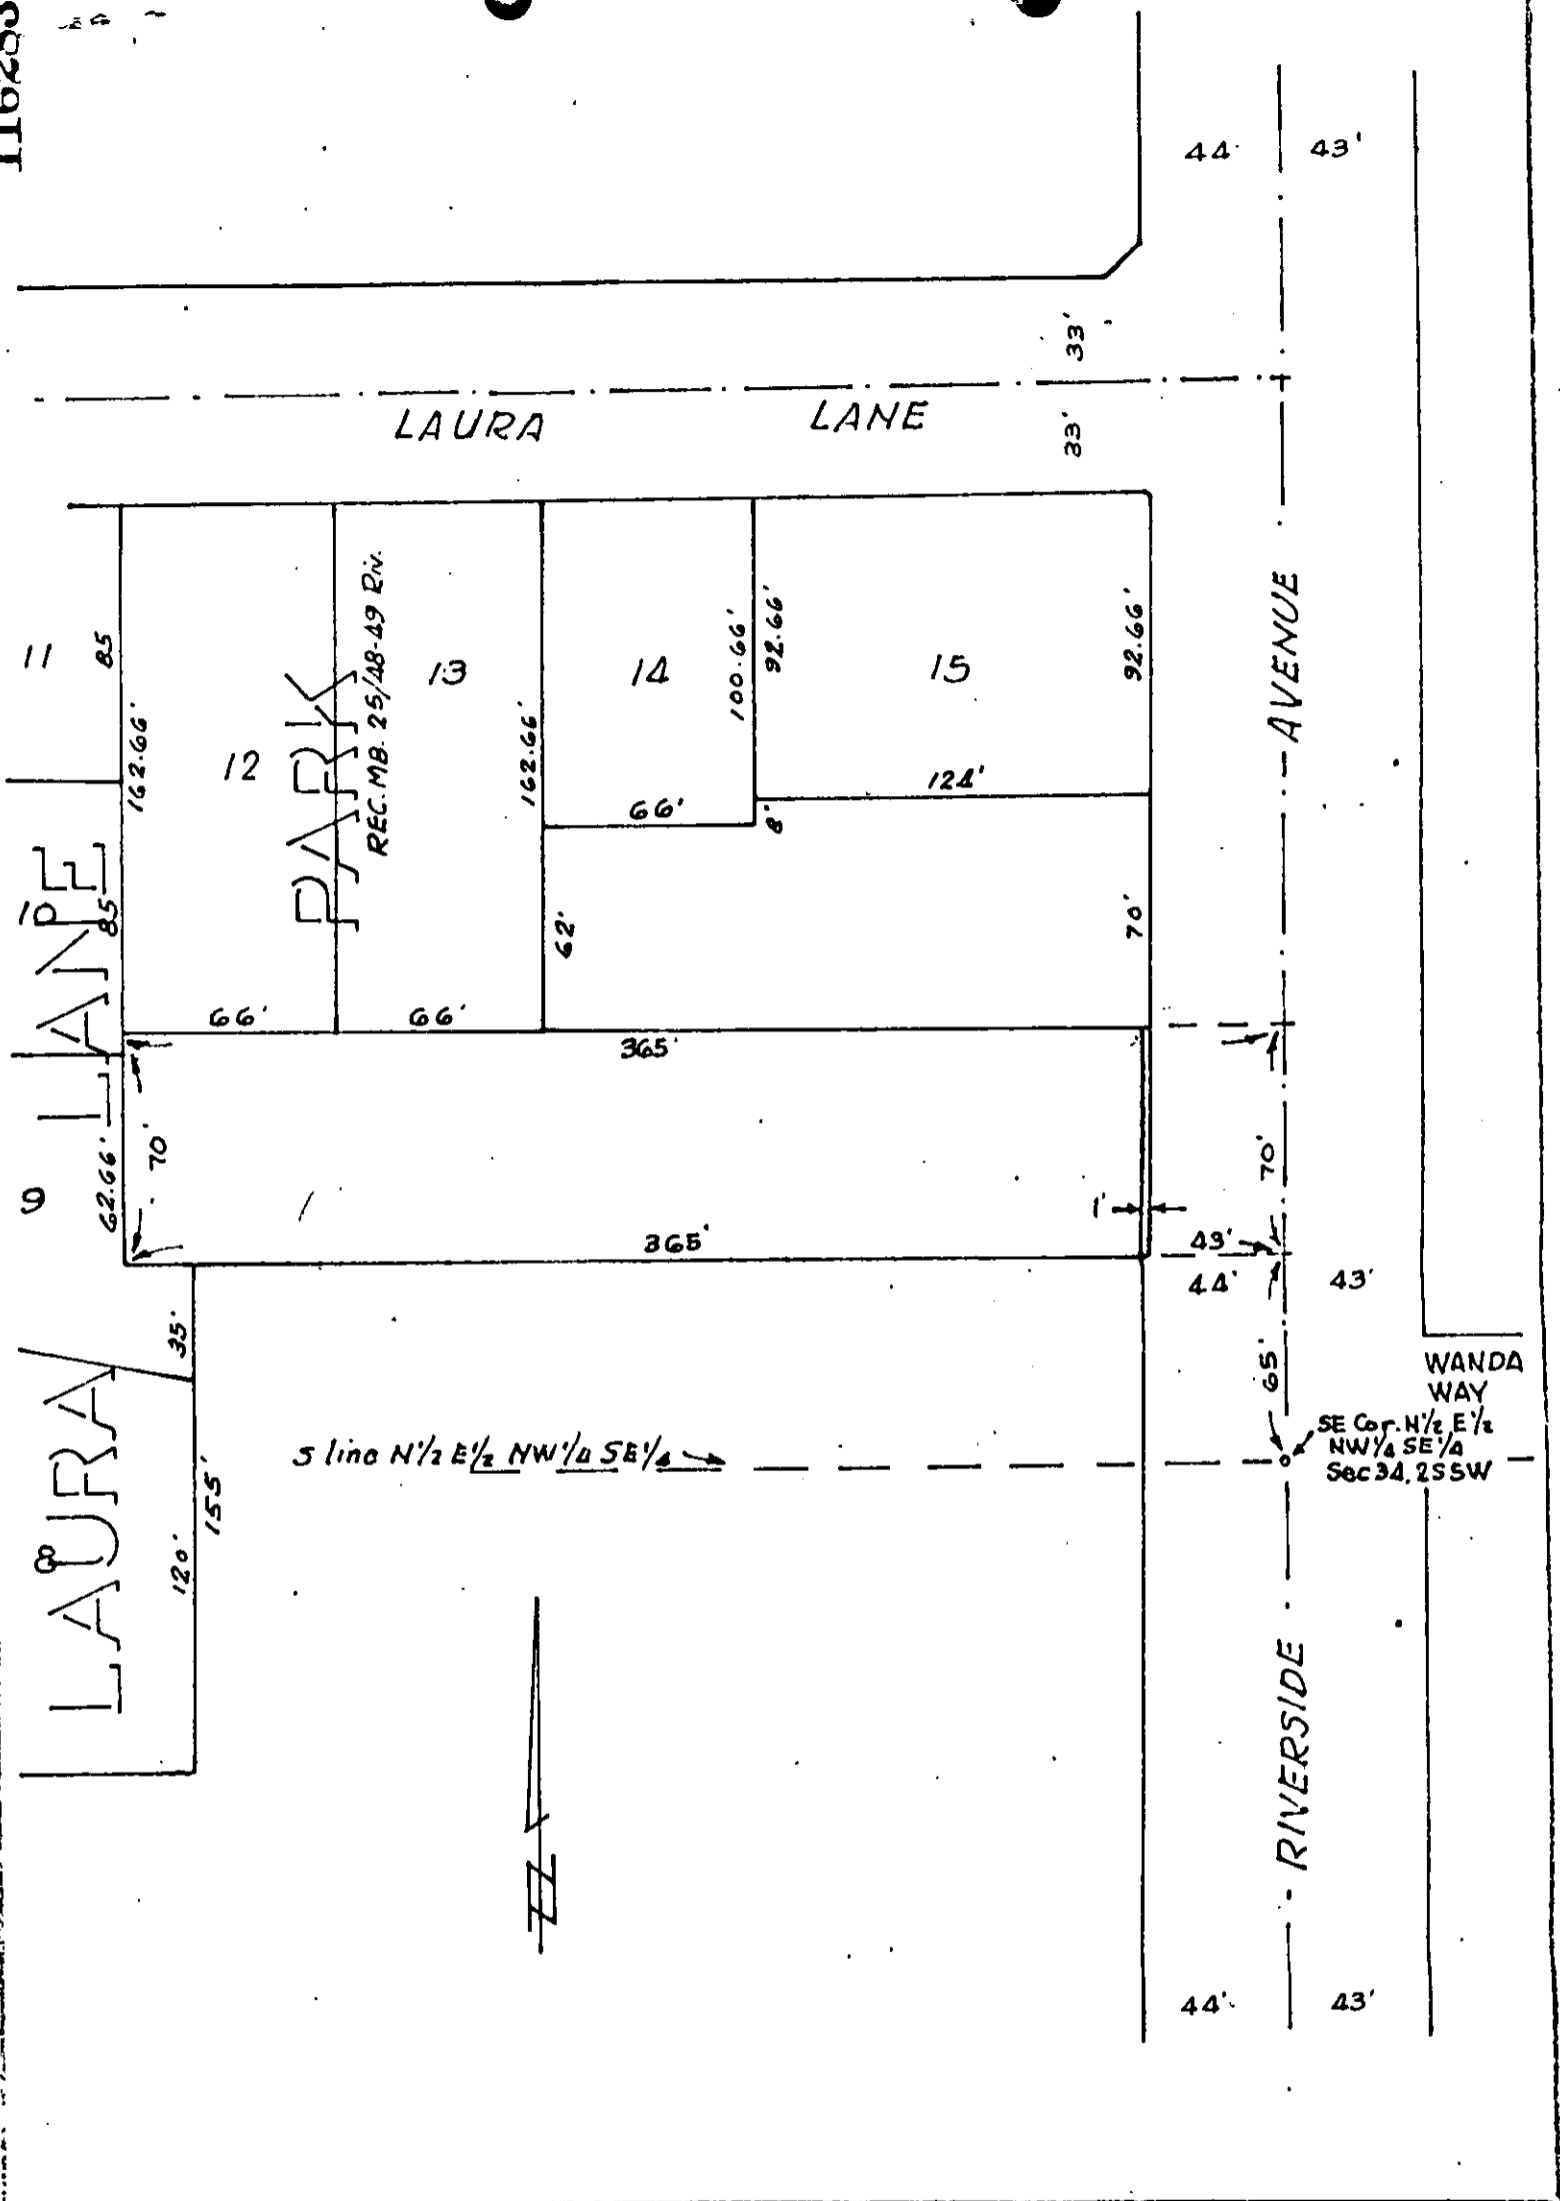 44'
43'
33'
33'
LAURA LANE
11
85
162.66'
12
PARK
REC. MB. 25/48-49 Riv.
13
162.66'
14
100.66'
92.66'
15
92.66'
AVENUE
66'
8'
124'
10
85
LANE
62'
70'
66'
66'
365'
9
62.66'
70'
1'
70'
365'
43'
44'
43'
35'
65'
WANDA
WAY
SE Cor. N½ E½
NW¼ SE¼
Sec 34, 2S5W
S line N½ E½ NW¼ SE¼
LAURA
8
155'
120'
RIVERSIDE
N
44'
43'